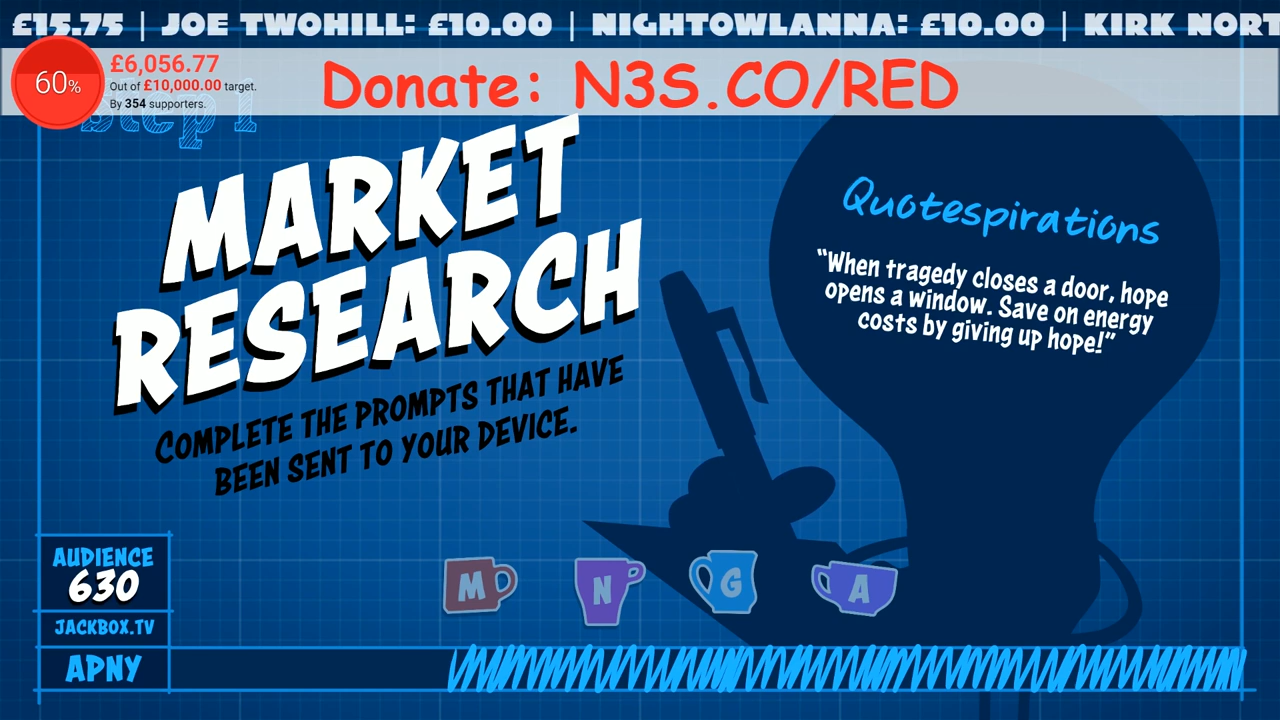 £15.75 | JOE TWOHILL: £10.00 | NIGHTOWLANNA: £10.00 | KIRK NORT
60%
£6,056.77
Out of £10,000.00 target.
By 354 supporters.
Donate: N3S.CO/RED
Step 1
MARKET
RESEARCH
COMPLETE THE PROMPTS THAT HAVE
BEEN SENT TO YOUR DEVICE.
Quotespirations
“When tragedy closes a door, hope
opens a window. Save on energy
costs by giving up hope!”
M N G A
AUDIENCE
630
JACKBOX.TV
APNY